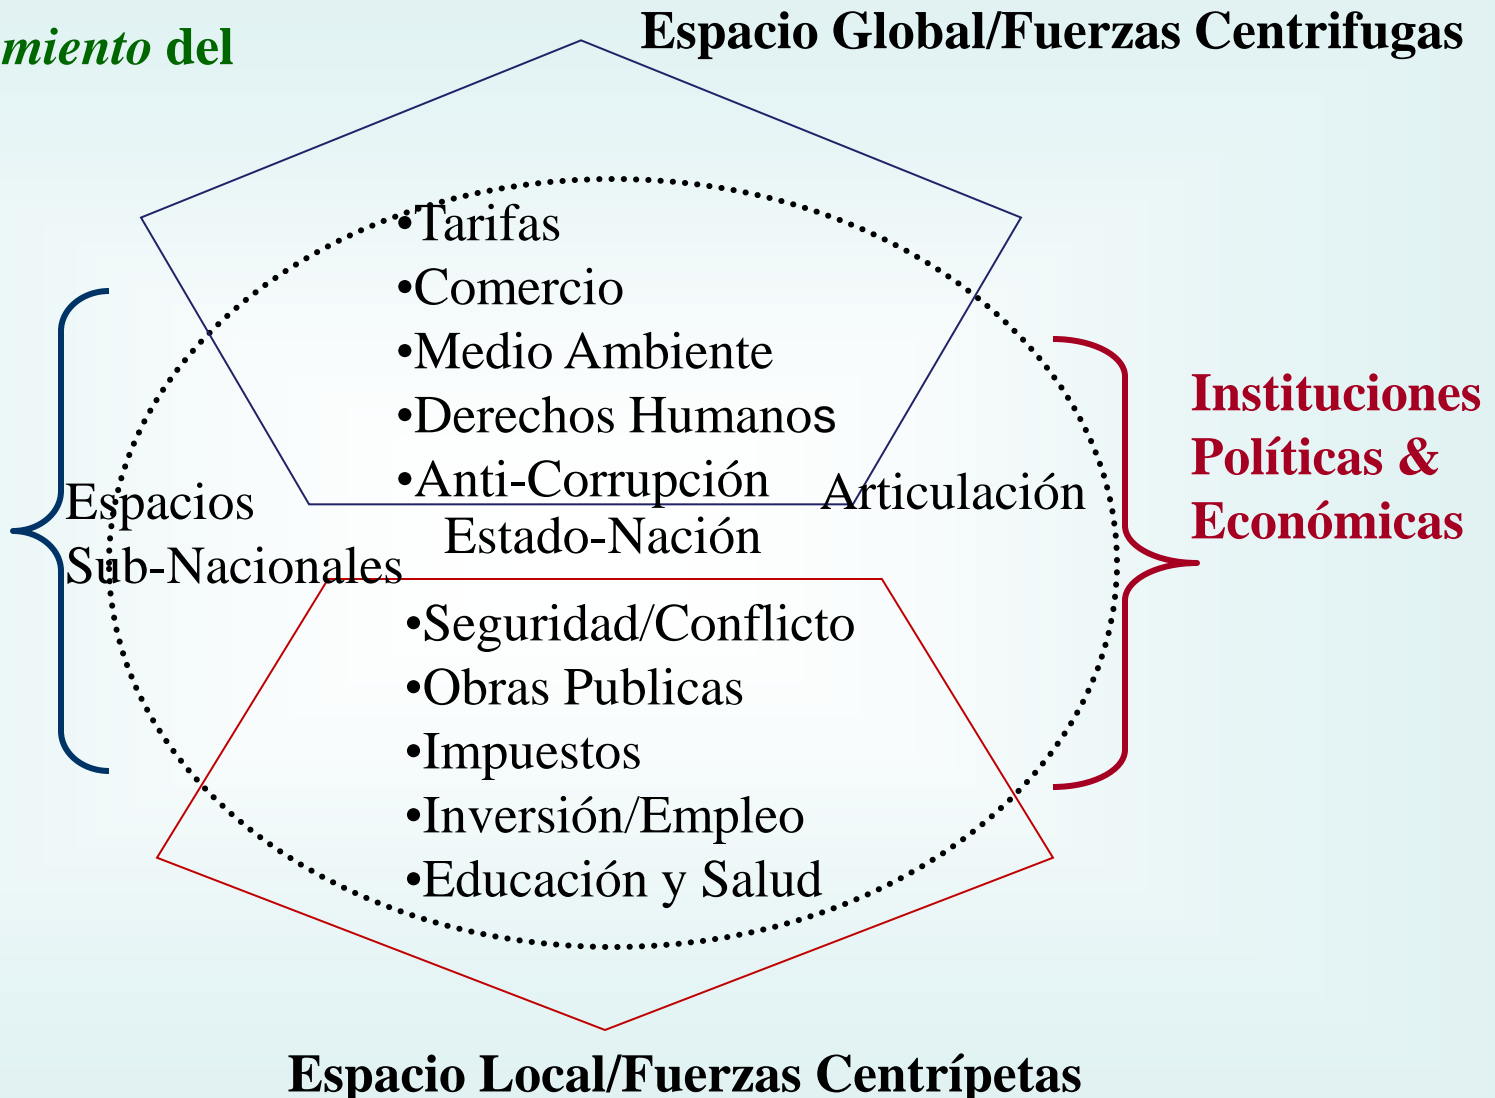 miento del
Espacio Global/Fuerzas Centrifugas
•Tarifas
•Comercio
•Medio Ambiente
•Derechos Humanos
•Anti-Corrupción
Articulación
Espacios
Sub-Nacionales
Estado-Nación
Instituciones
Políticas &
Económicas
•Seguridad/Conflicto
•Obras Publicas
•Impuestos
•Inversión/Empleo
•Educación y Salud
Espacio Local/Fuerzas Centrípetas